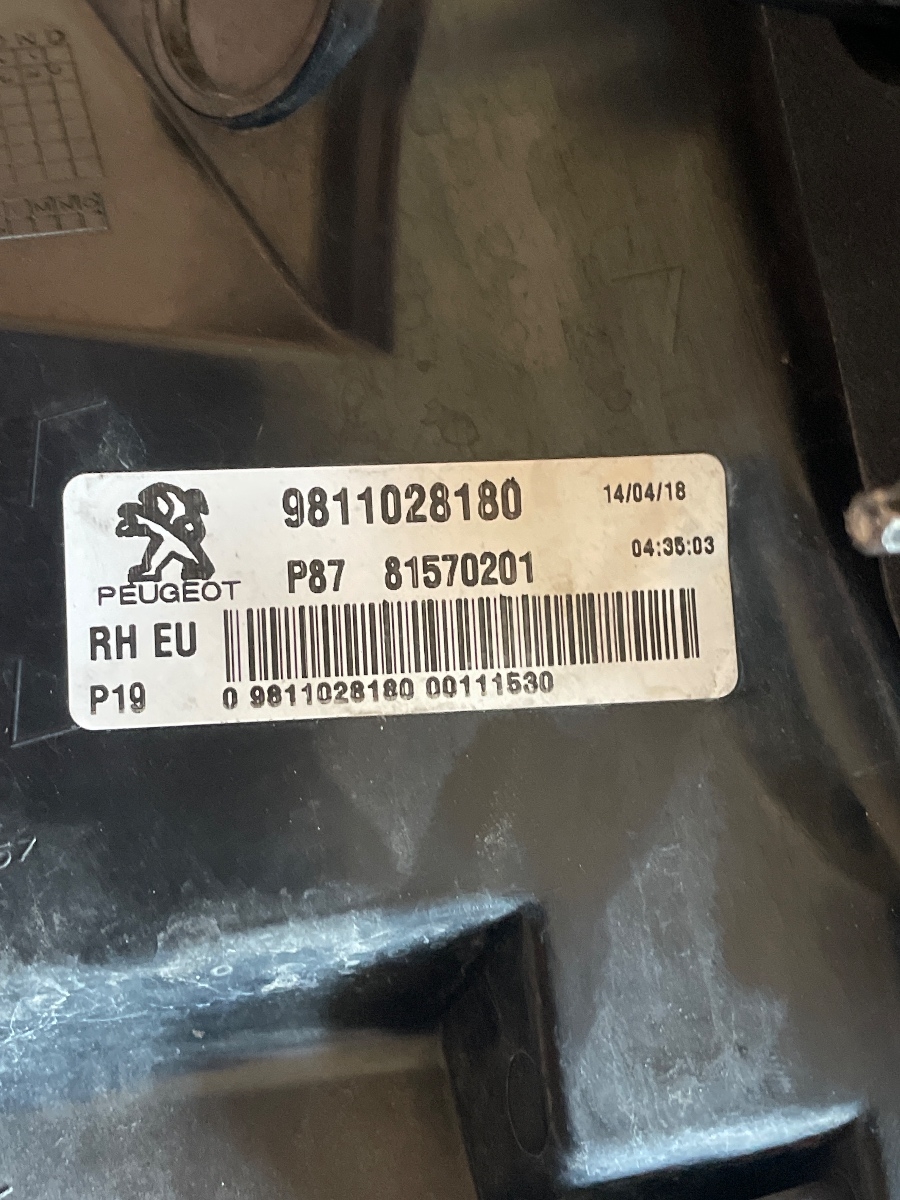 9811028180
14/04/18
PEUGEOT
P87 81570201
04:35:03
RH EU
P19
0 9811028180 00111530